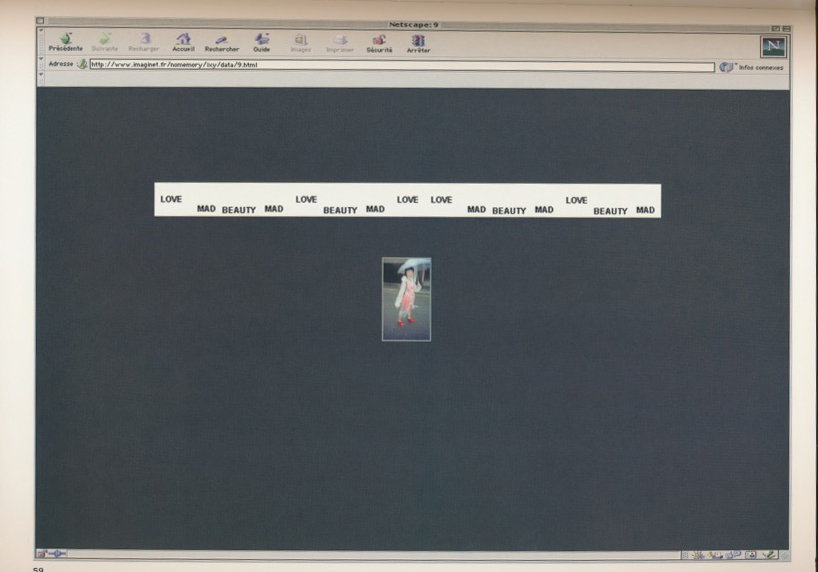 Netscape: 9
Précédente Suivante Recharger Accueil Rechercher Guide Images Imprimer Sécurité Arrêter
N
Adresse http://www.imaginet.fr/nomemory/ixy/data/9.html Infos connexes
LOVE MAD BEAUTY MAD LOVE BEAUTY MAD LOVE LOVE MAD BEAUTY MAD LOVE BEAUTY MAD
59